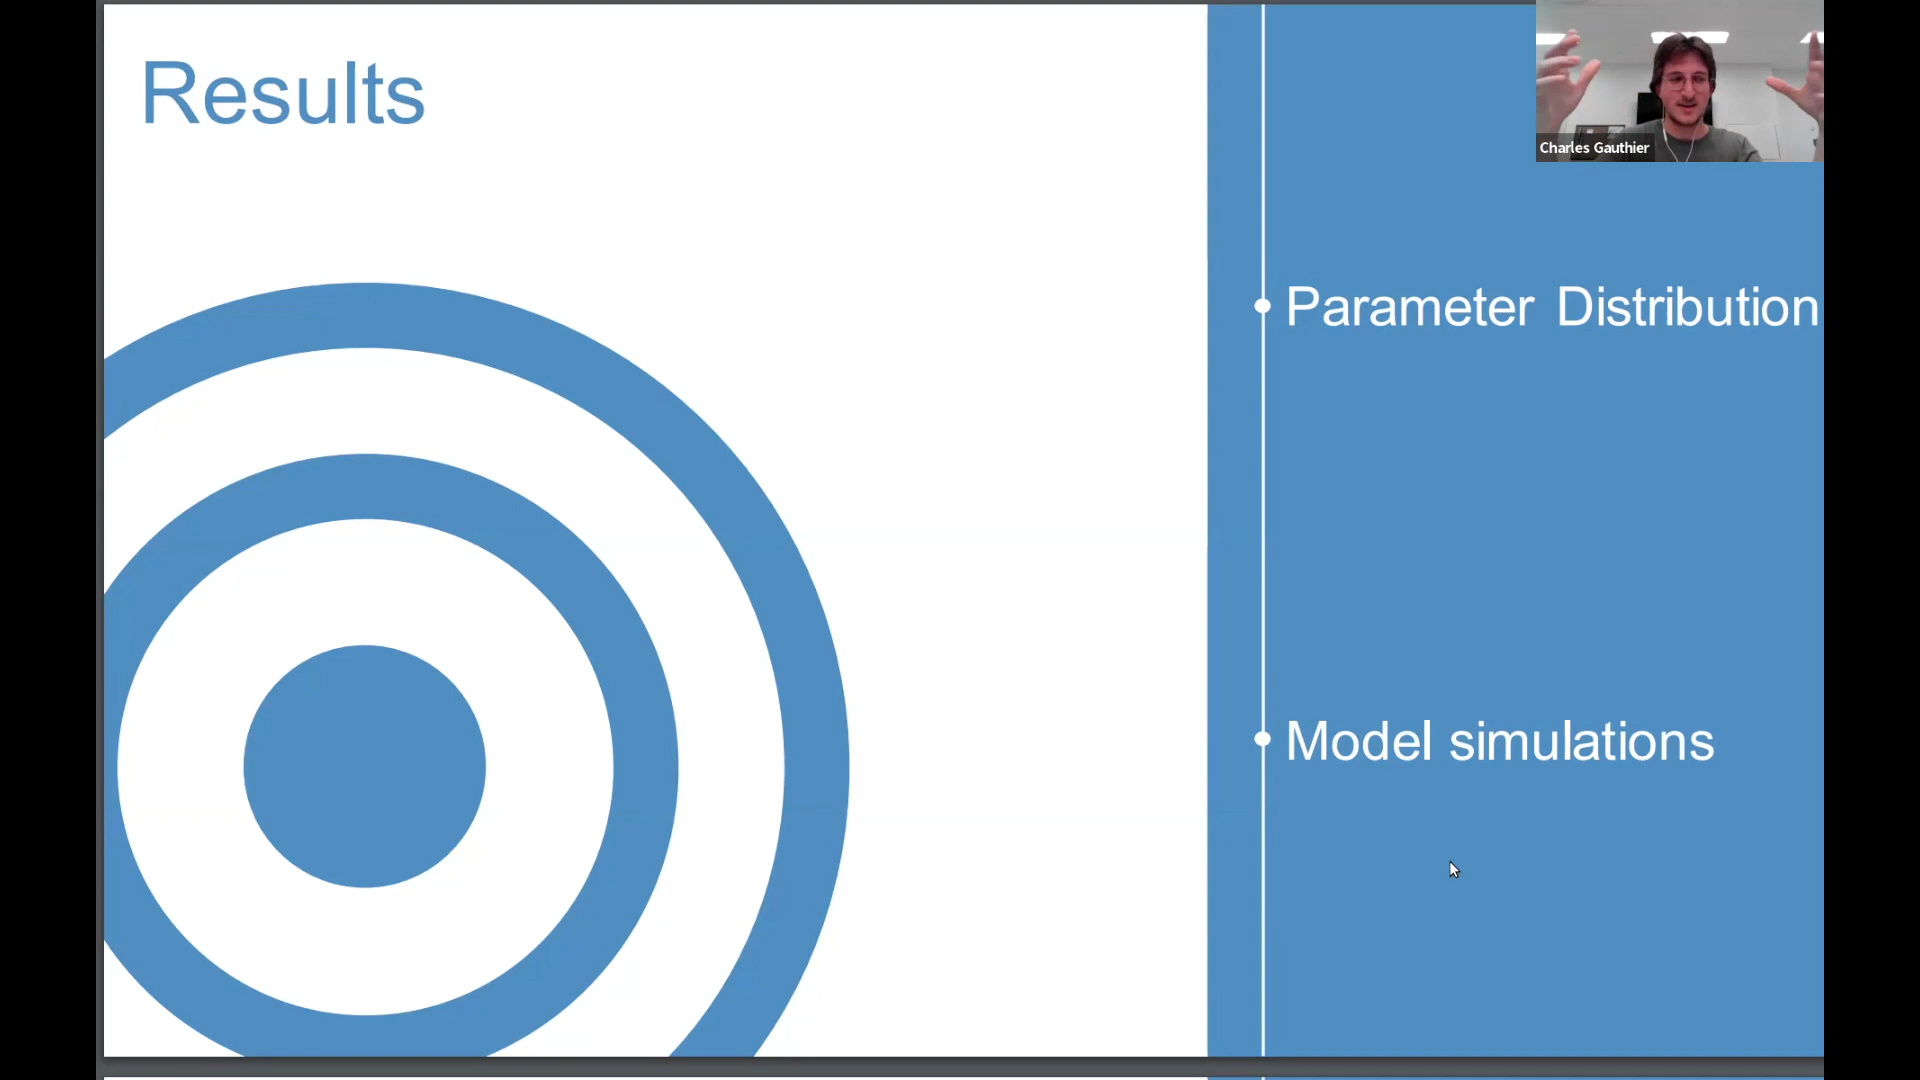 Results
Charles Gauthier
Parameter Distribution
Model simulations